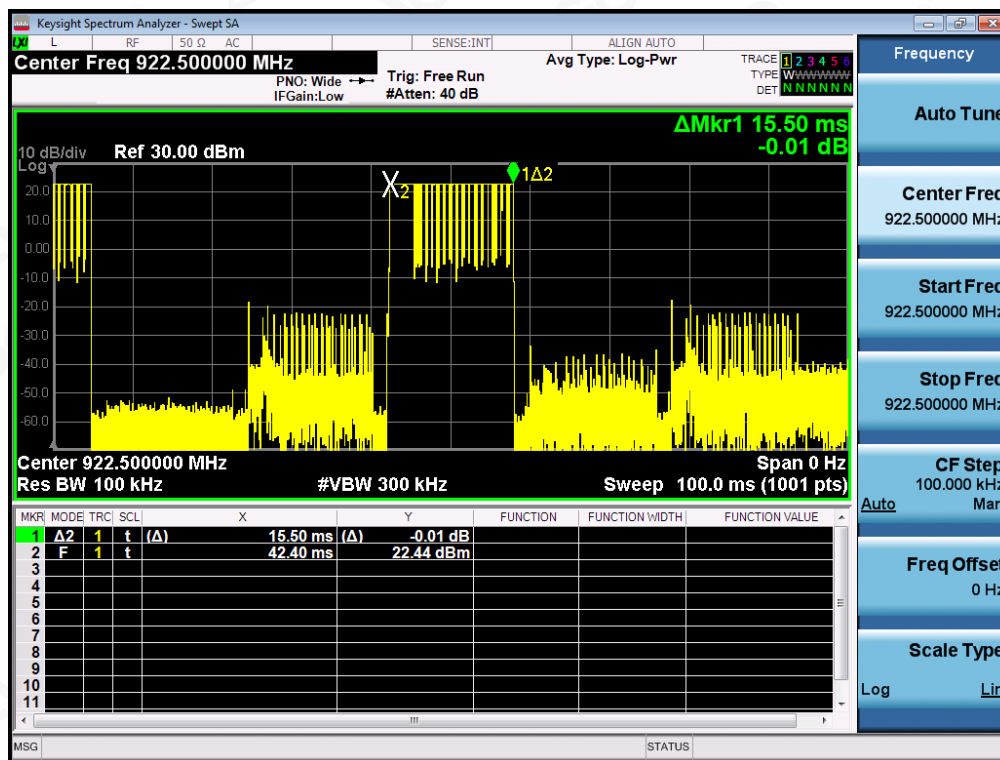 Keysight Spectrum Analyzer - Swept SA
LXI L RF 50 Ω AC SENSE:INT ALIGN AUTO
Center Freq 922.500000 MHz
PNO: Wide
IFGain:Low
Trig: Free Run
#Atten: 40 dB
Avg Type: Log-Pwr
TRACE 1 2 3 4 5 6
TYPE WWWWWW
DET N N N N N N
ΔMkr1 15.50 ms
-0.01 dB
10 dB/div Ref 30.00 dBm
Log
20.0
10.0
0.00
-10.0
-20.0
-30.0
-40.0
-50.0
-60.0
X2
1Δ2
Center 922.500000 MHz Span 0 Hz
Res BW 100 kHz #VBW 300 kHz Sweep 100.0 ms (1001 pts)
MKR MODE TRC SCL X Y FUNCTION FUNCTION WIDTH FUNCTION VALUE
1 Δ2 1 t (Δ) 15.50 ms (Δ) -0.01 dB
2 F 1 t 42.40 ms 22.44 dBm
3
4
5
6
7
8
9
10
11
MSG STATUS
Frequency
Auto Tune
Center Freq
922.500000 MHz
Start Freq
922.500000 MHz
Stop Freq
922.500000 MHz
CF Step
100.000 kHz
Auto Man
Freq Offset
0 Hz
Scale Type
Log Lin